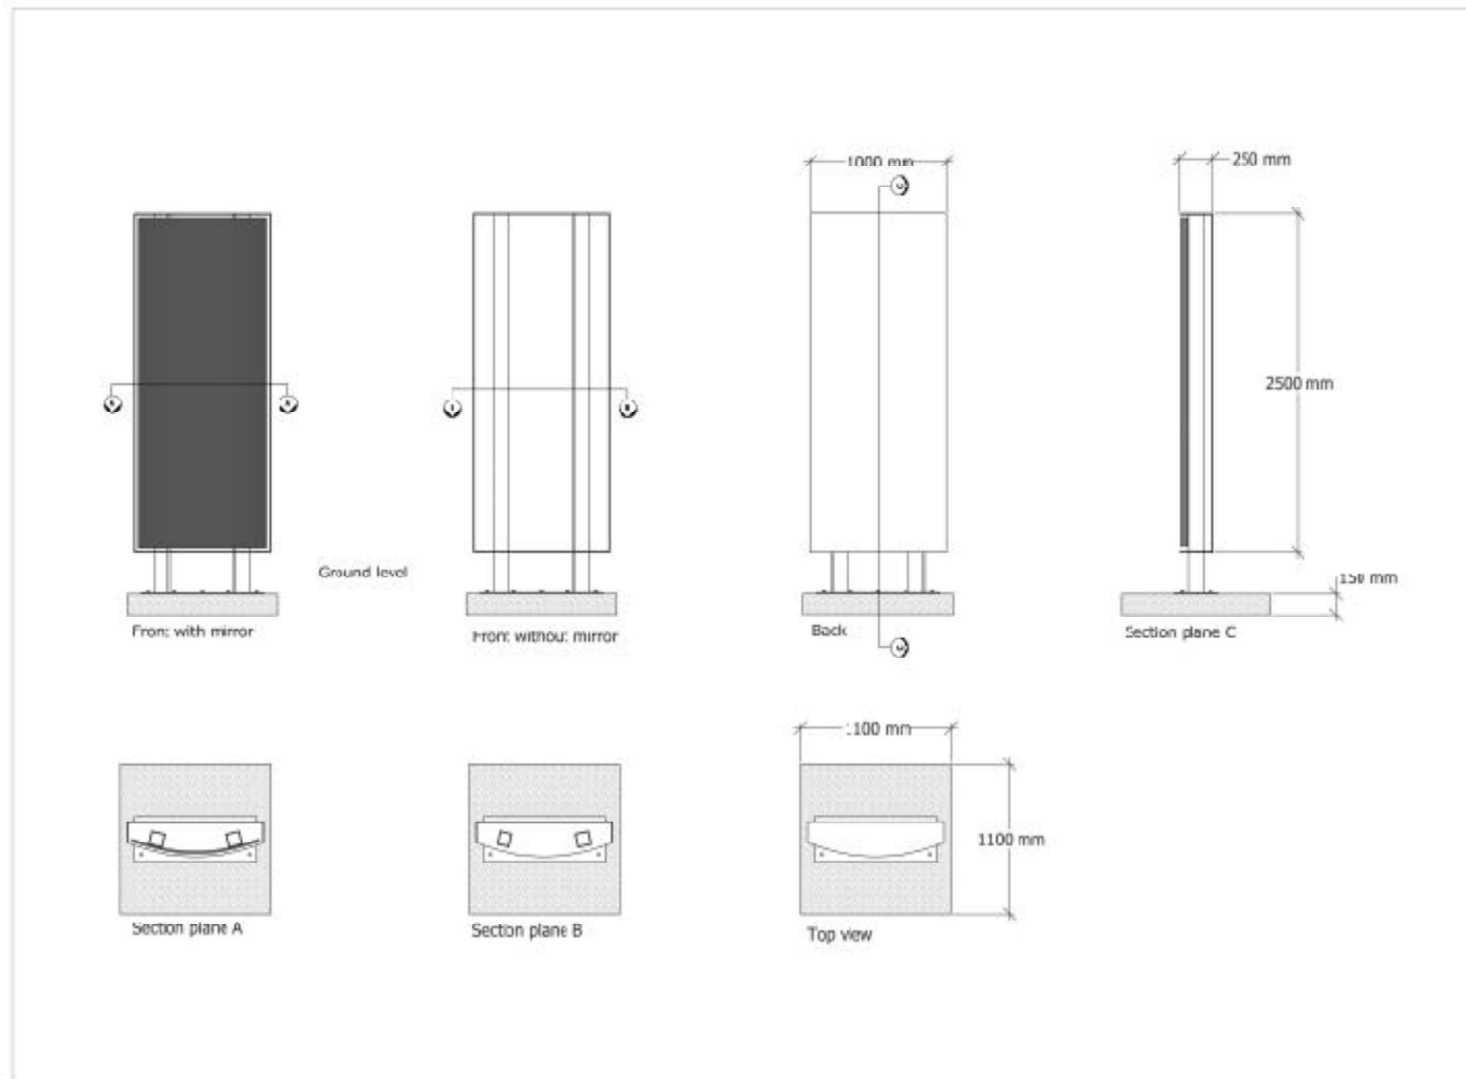 1000 mm
250 mm
2500 mm
Ground level
150 mm
Front with mirror
Front without mirror
Back
Section plane C
1100 mm
1100 mm
Section plane A
Section plane B
Top view